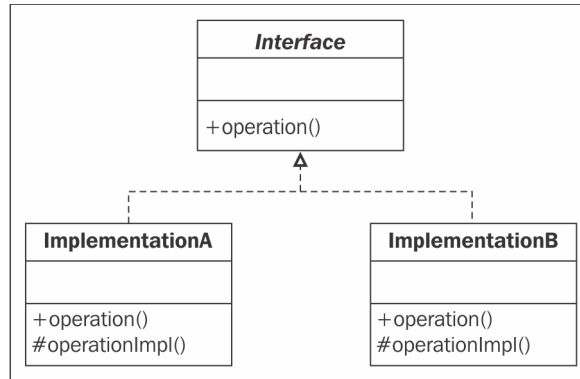 Interface
+operation()
ImplementationA
+operation()
#operationImpl()
ImplementationB
+operation()
#operationImpl()